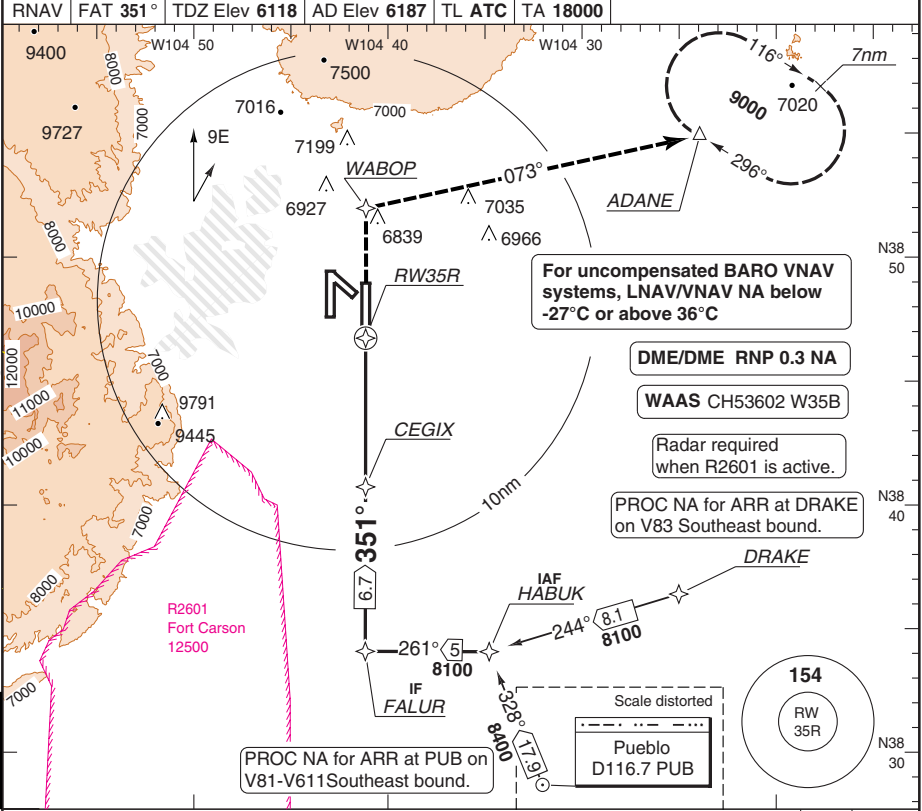 RNAV FAT 351° TDZ Elev 6118 AD Elev 6187 TL ATC TA 18000
W104 50 W104 40 W104 30
9400
8000
7500
116°
7nm
7016
7000
9000
7020
9727
7000
9E
7199
WABOP
073°
296°
6927
7035
ADANE
6839
6966
8000
N38
50
RW35R
For uncompensated BARO VNAV
systems, LNAV/VNAV NA below
-27°C or above 36°C
10000
12000
7000
DME/DME RNP 0.3 NA
11000
9791
WAAS CH53602 W35B
9445
CEGIX
10000
Radar required
when R2601 is active.
10nm
N38
40
7000
351°
PROC NA for ARR at DRAKE
on V83 Southeast bound.
DRAKE
8000
6.7
IAF
HABUK
R2601
Fort Carson
12500
244° 8.1
8100
261° 5
8100
7000
IF
FALUR
328°
8400
17.9
Scale distorted
Pueblo
D116.7 PUB
154
RW
35R
N38
30
PROC NA for ARR at PUB on
V81-V611Southeast bound.